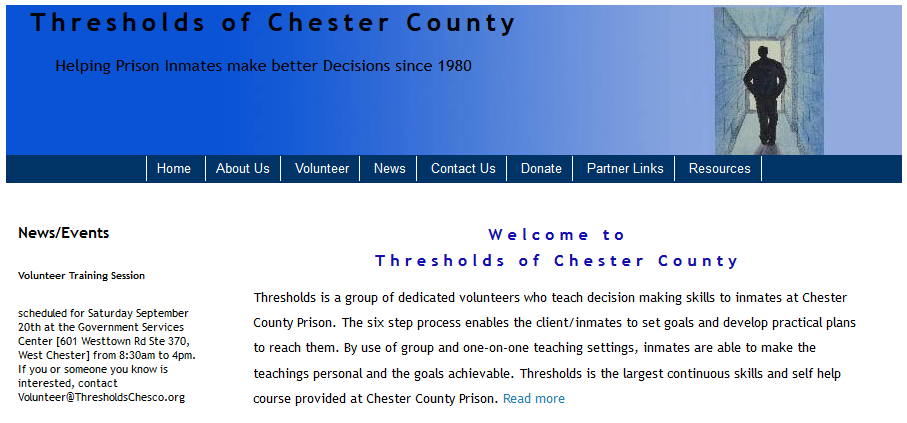 Thresholds of Chester County
Helping Prison Inmates make better Decisions since 1980
Home About Us Volunteer News Contact Us Donate Partner Links Resources
News/Events
Volunteer Training Session
scheduled for Saturday September
20th at the Government Services
Center [601 Westtown Rd Ste 370,
West Chester] from 8:30am to 4pm.
If you or someone you know is
interested, contact
Volunteer@ThresholdsChesco.org
Welcome to
Thresholds of Chester County
Thresholds is a group of dedicated volunteers who teach decision making skills to inmates at Chester
County Prison. The six step process enables the client/inmates to set goals and develop practical plans
to reach them. By use of group and one-on-one teaching settings, inmates are able to make the
teachings personal and the goals achievable. Thresholds is the largest continuous skills and self help
course provided at Chester County Prison. Read more